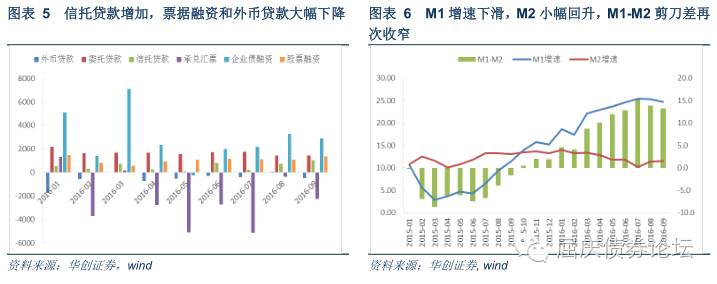 图表 5 信托贷款增加，票据融资和外币贷款大幅下降
外币贷款 委托贷款 信托贷款 承兑汇票 企业债融资 股票融资
8000
6000
4000
2000
0
-2000
-4000
-6000
2016-01 2016-02 2016-03 2016-04 2016-05 2016-06 2016-07 2016-08 2016-09
资料来源：华创证券，wind
图表 6 M1 增速下滑，M2 小幅回升，M1-M2 剪刀差再
次收窄
M1-M2 M1增速 M2增速
30.00
25.00
20.00
15.00
10.00
5.00
0.00
20.0
15.0
10.0
5.0
0.0
-5.0
-10.0
2015-01 2015-02 2015-03 2015-04 2015-05 2015-06 2015-07 2015-08 2015-09 2015-10 2015-11 2015-12 2016-01 2016-02 2016-03 2016-04 2016-05 2016-06 2016-07 2016-08 2016-09
资料来源：华创证券, wind
屈庆债券论坛